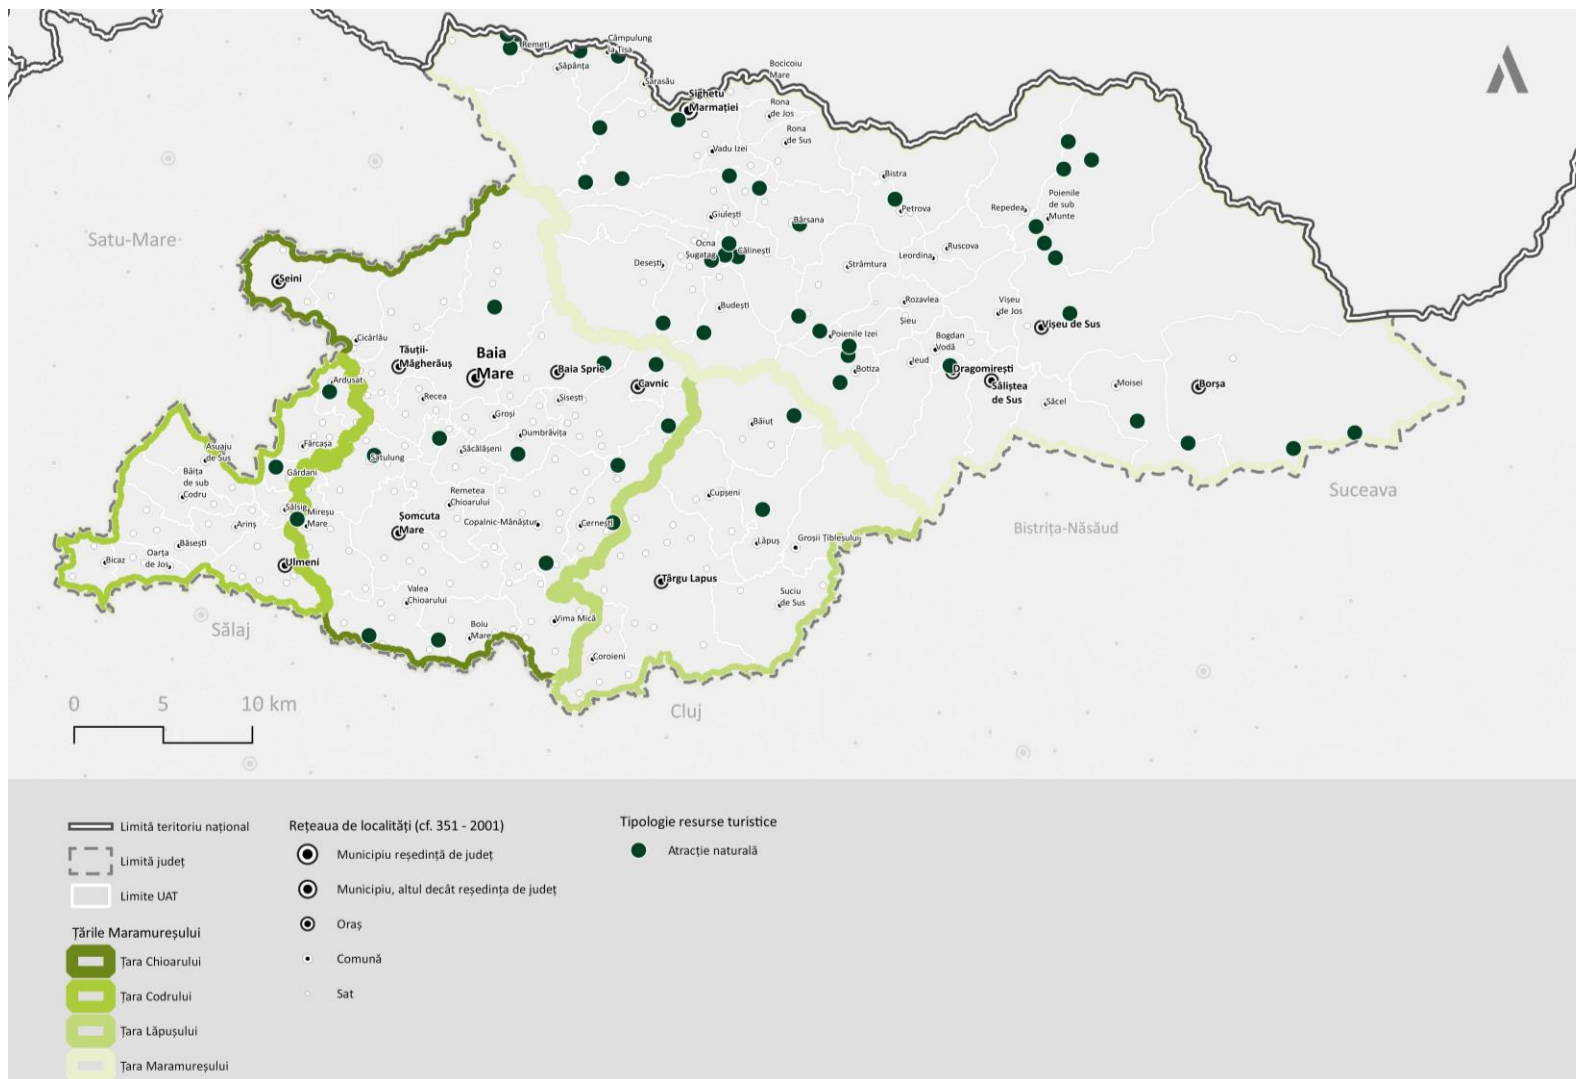 Remeți
Câmpulung
la Tisa
Săpânța
Sarasău
Bocicoiu
Mare
Sighetu
Marmației
Rona
de Jos
Rona
de Sus
Vadu Izei
Bistra
Petrova
Repedea
Poienile
de sub
Munte
Giulești
Bârsana
Satu-Mare
Ocna
Șugatag
Călinești
Desești
Strâmtura
Leordina
Ruscova
Seini
Budești
Rozavlea
Șieu
Vișeu
de Jos
Vișeu de Sus
Cicârlău
Tăuții-
Măgherăuș
Baia
Mare
Baia Sprie
Cavnic
Poienile Izei
Botiza
Ieud
Bogdan
Vodă
Dragomirești
Săliștea
de Sus
Săcel
Moisei
Borșa
Ardusat
Recea
Groși
Șisești
Dumbrăvița
Băiuț
Asuaju
de Sus
Fărcașa
Satulung
Săcălășeni
Gârdani
Băița
de sub
Codru
Remetea
Chioarului
Cupșeni
Suceava
Sălsig
Mireșu
Mare
Arinș
Șomcuta
Mare
Copalnic-Mănăștur
Cernești
Bistrița-Năsăud
Lăpuș
Groșii Țibleșului
Băsești
Oarța
de Jos
Bicaz
Ulmeni
Târgu Lapus
Valea
Chioarului
Suciu
de Sus
Sălaj
Boiu
Mare
Vima Mică
Coroieni
Cluj
0 5 10 km
Limită teritoriu național
Limită județ
Limite UAT
Țările Maramureșului
Țara Chioarului
Țara Codrului
Țara Lăpușului
Țara Maramureșului
Rețeaua de localități (cf. 351 - 2001)
Municipiu reședință de județ
Municipiu, altul decât reședința de județ
Oraș
Comună
Sat
Tipologie resurse turistice
Atracție naturală